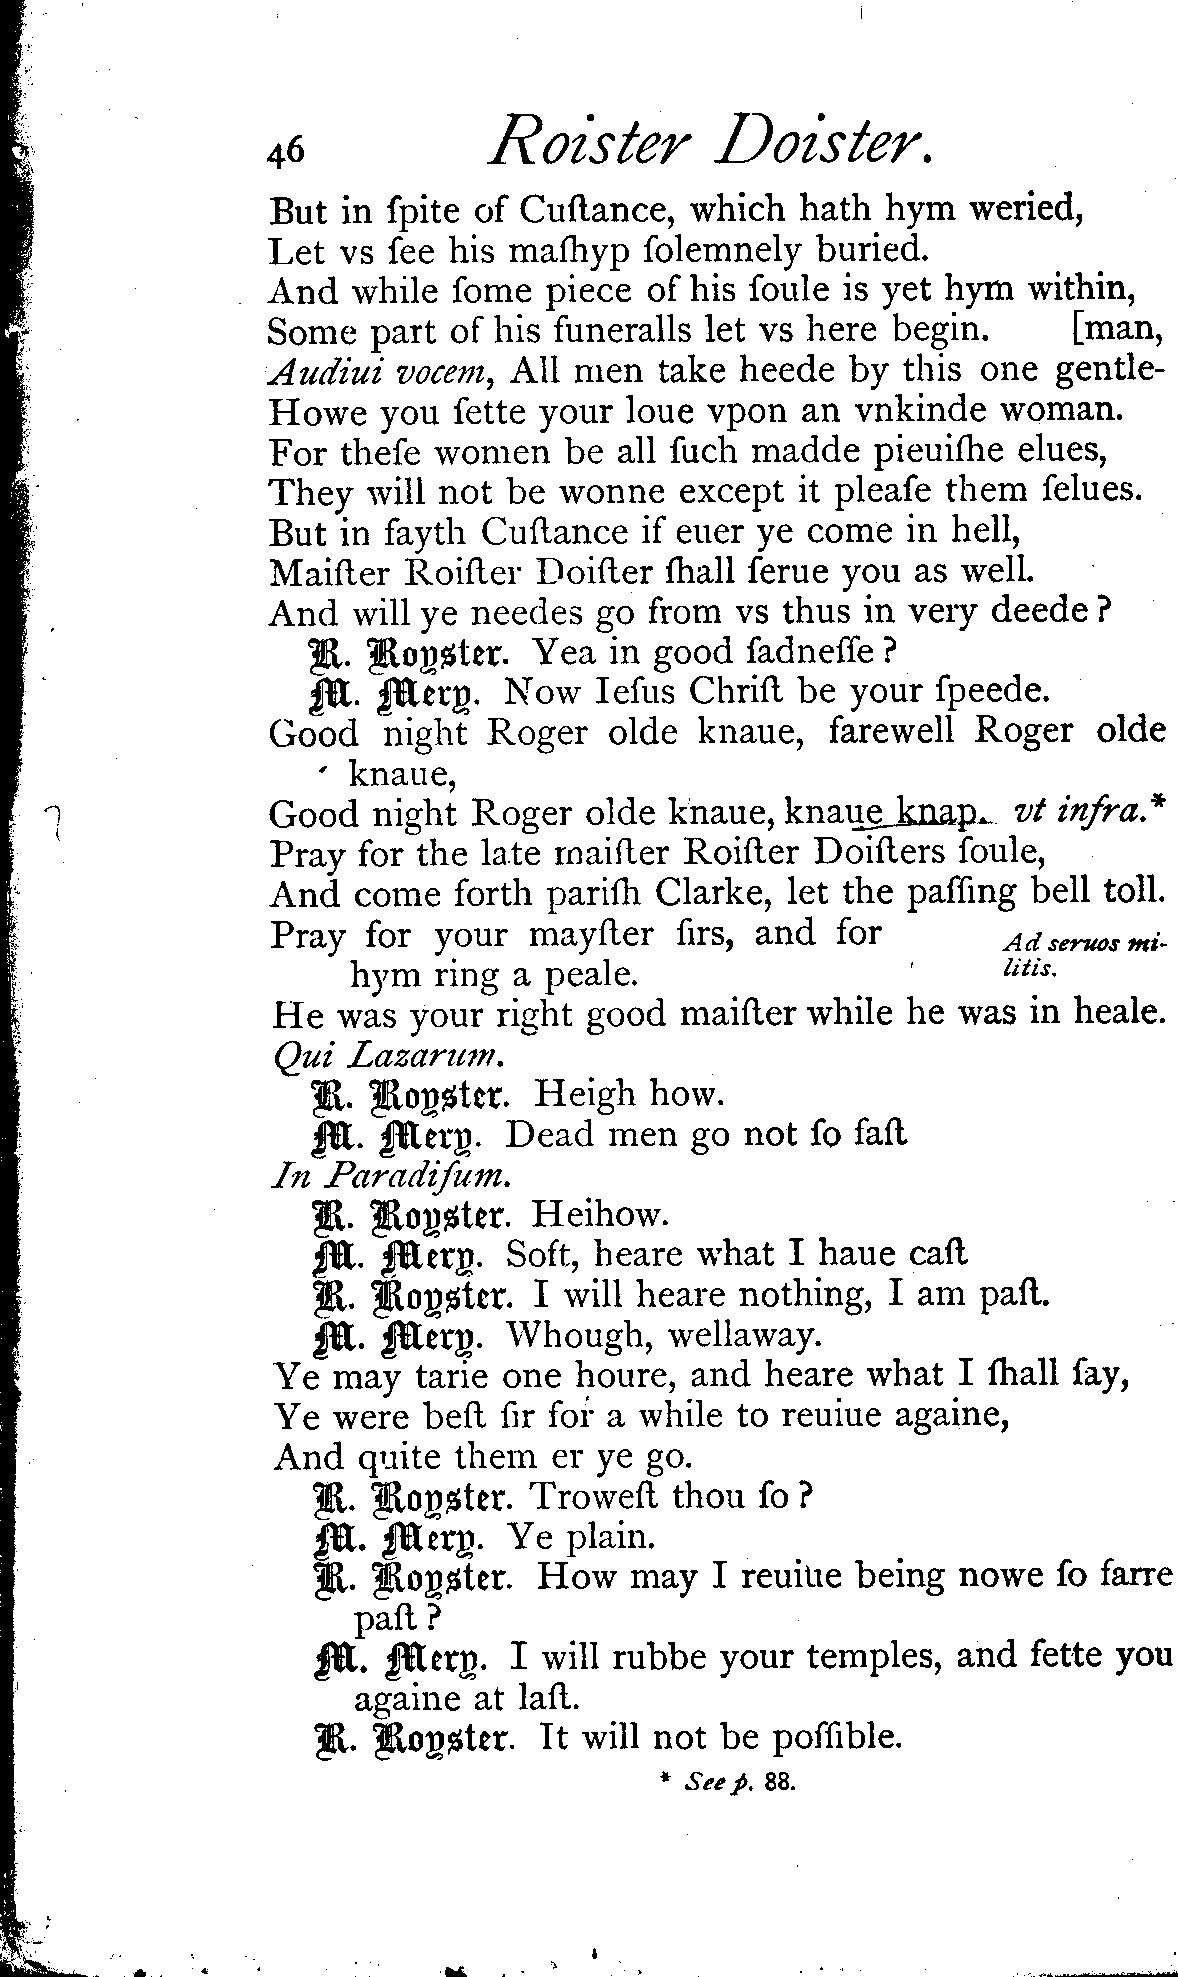 46 Roister Doister.
But in ſpite of Cuſtance, which hath hym weried,
Let vs ſee his maſhyp ſolemnely buried.
And while ſome piece of his ſoule is yet hym within,
Some part of his funeralls let vs here begin. [man,
Audiui vocem, All men take heede by this one gentle-
Howe you ſette your loue vpon an vnkinde woman.
For theſe women be all ſuch madde pieuiſhe elues,
They will not be wonne except it pleaſe them ſelues.
But in fayth Cuſtance if euer ye come in hell,
Maiſter Roiſter Doiſter ſhall ſerue you as well.
And will ye needes go from vs thus in very deede?
R. Royster. Yea in good ſadneſſe?
M. Mery. Now Ieſus Chriſt be your ſpeede.
Good night Roger olde knaue, farewell Roger olde
knaue,
Good night Roger olde knaue, knaue knap. vt infra.*
Pray for the late maiſter Roiſter Doiſters ſoule,
And come forth pariſh Clarke, let the paſſing bell toll.
Pray for your mayſter ſirs, and for Ad seruos mi-
hym ring a peale. litis.
He was your right good maiſter while he was in heale.
Qui Lazarum.
R. Royster. Heigh how.
M. Mery. Dead men go not ſo faſt
In Paradiſum.
R. Royster. Heihow.
M. Mery. Soft, heare what I haue caſt
R. Royster. I will heare nothing, I am paſt.
M. Mery. Whough, wellaway.
Ye may tarie one houre, and heare what I ſhall ſay,
Ye were beſt ſir for a while to reuiue againe,
And quite them er ye go.
R. Royster. Troweſt thou ſo?
M. Mery. Ye plain.
R. Royster. How may I reuiue being nowe ſo farre
paſt?
M. Mery. I will rubbe your temples, and fette you
againe at laſt.
R. Royster. It will not be poſſible.
* See p. 88.